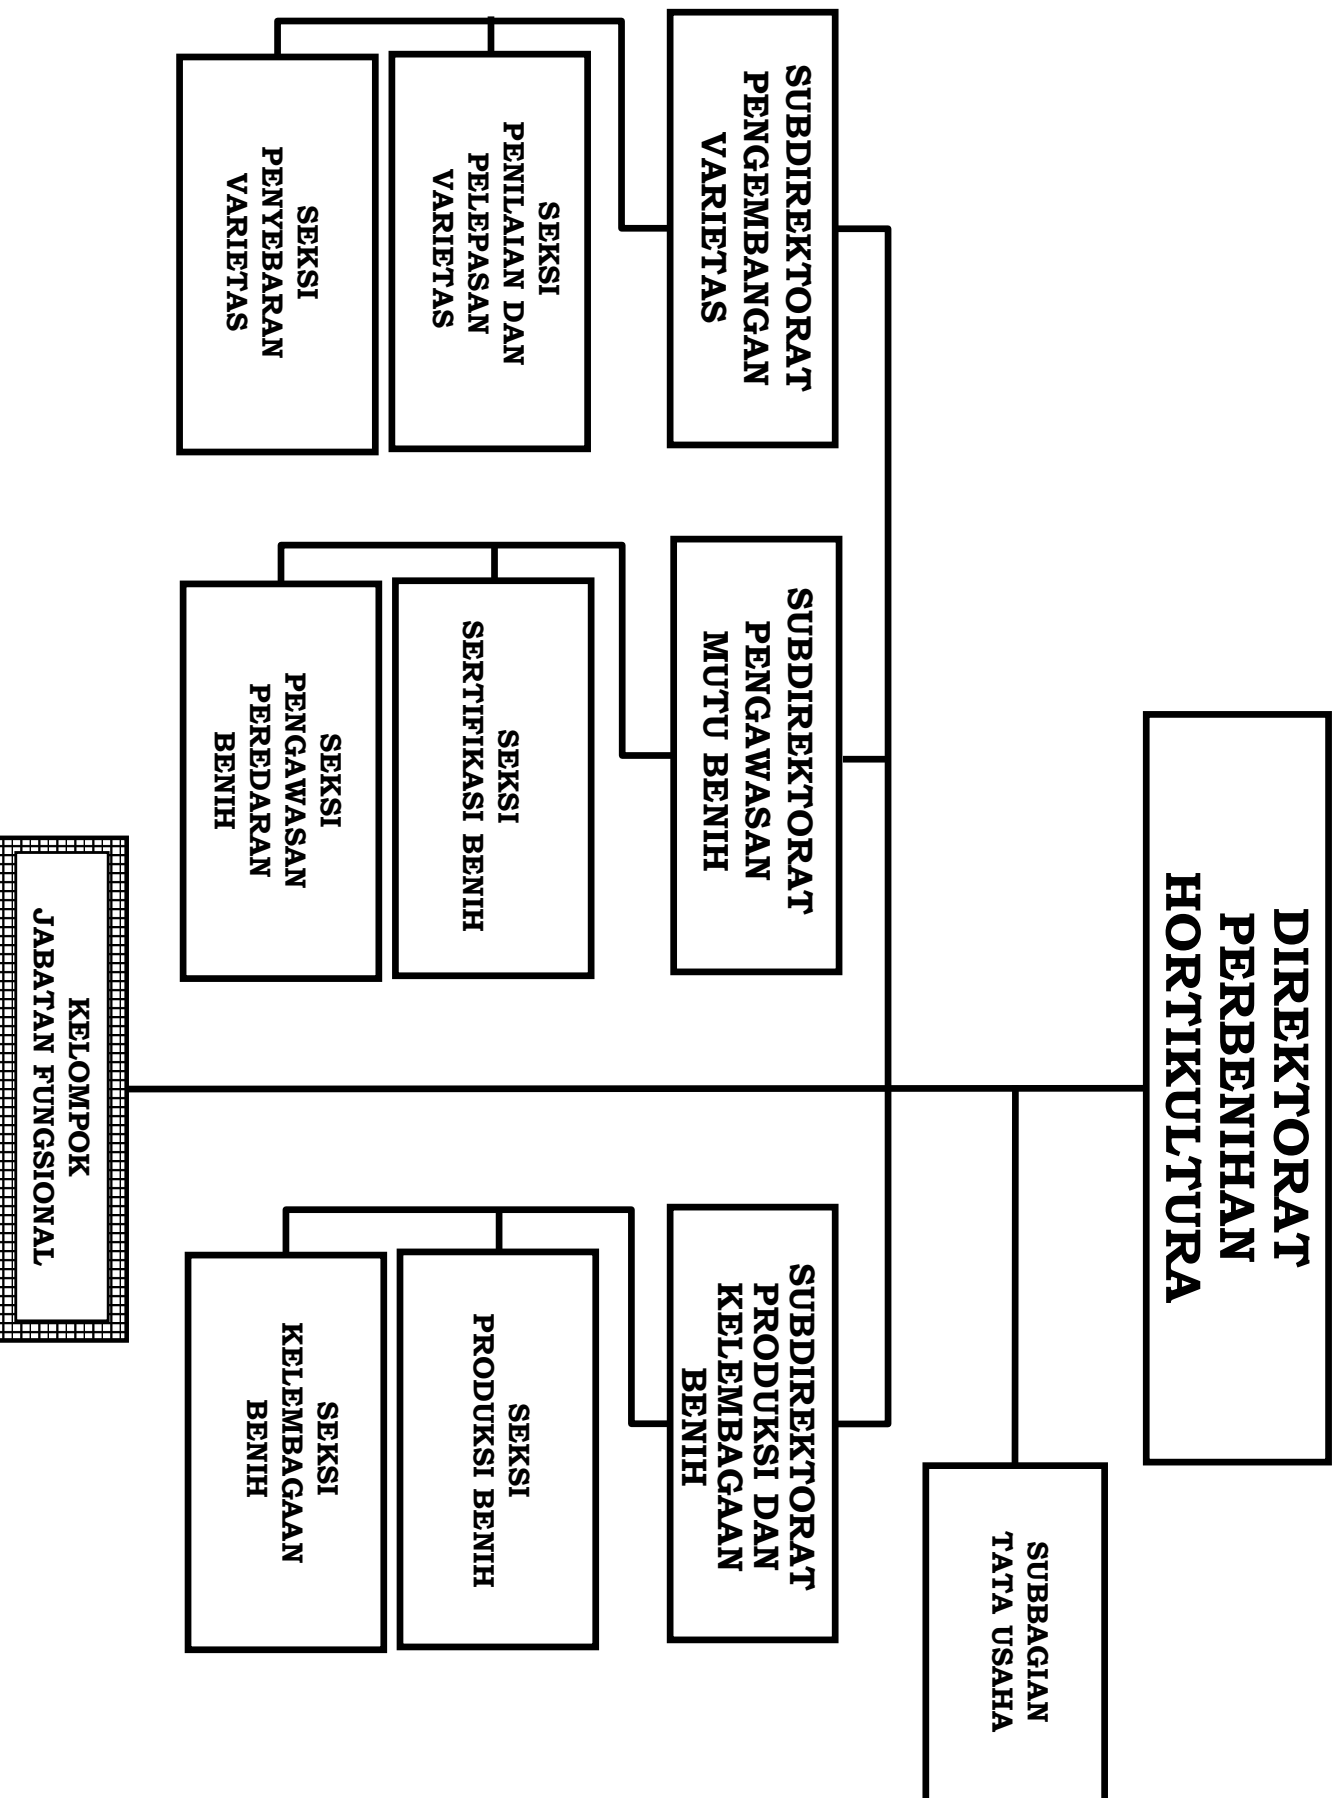 DIREKTORAT
PERBENIHAN
HORTIKULTURA
SUBBAGIAN
TATA USAHA
SUBDIREKTORAT
PENGEMBANGAN
VARIETAS
SUBDIREKTORAT
PENGAWASAN
MUTU BENIH
SUBDIREKTORAT
PRODUKSI DAN
KELEMBAGAAN
BENIH
SEKSI
PENILAIAN DAN
PELEPASAN
VARIETAS
SEKSI
SERTIFIKASI BENIH
SEKSI
PRODUKSI BENIH
SEKSI
PENYEBARAN
VARIETAS
SEKSI
PENGAWASAN
PEREDARAN
BENIH
SEKSI
KELEMBAGAAN
BENIH
KELOMPOK
JABATAN FUNGSIONAL